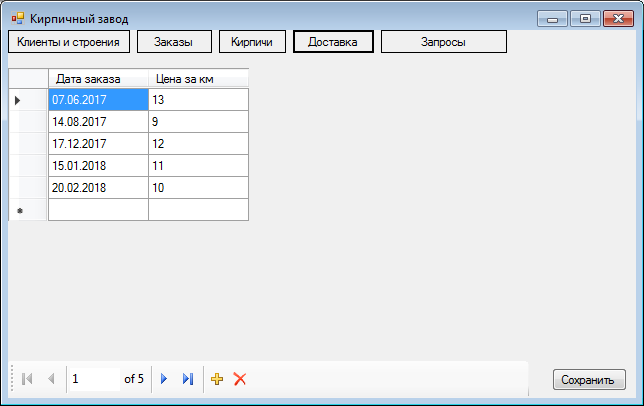 Кирпичный завод
Клиенты и строения Заказы Кирпичи Доставка Запросы
Дата заказа Цена за км
07.06.2017 13
14.08.2017 9
17.12.2017 12
15.01.2018 11
20.02.2018 10
1 of 5 Сохранить